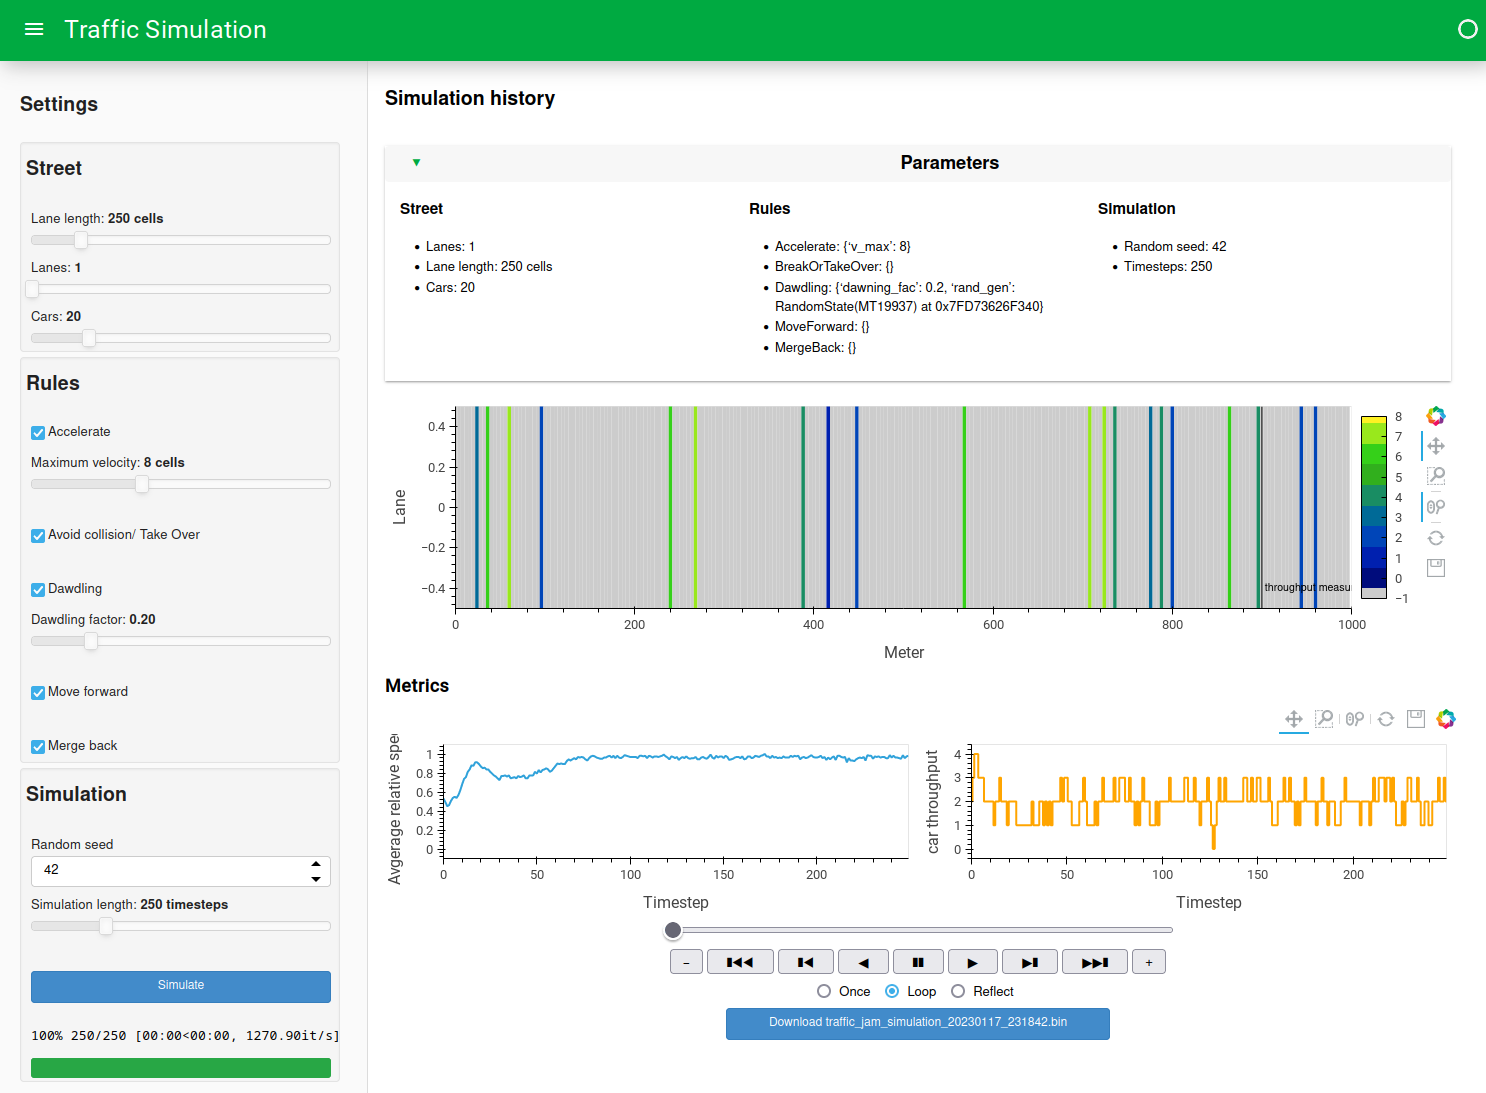 Traffic Simulation
Settings
Street
Lane length: 250 cells
Lanes: 1
Cars: 20
Rules
Accelerate
Maximum velocity: 8 cells
Avoid collision/ Take Over
Dawdling
Dawdling factor: 0.20
Move forward
Merge back
Simulation
Random seed
42
Simulation length: 250 timesteps
Simulate
100% 250/250 [00:00<00:00, 1270.90it/s]
Simulation history
Parameters
Street
• Lanes: 1
• Lane length: 250 cells
• Cars: 20
Rules
• Accelerate: {‘v_max’: 8}
• BreakOrTakeOver: {}
• Dawdling: {‘dawning_fac’: 0.2, ‘rand_gen’:
RandomState(MT19937) at 0x7FD73626F340}
• MoveForward: {}
• MergeBack: {}
Simulation
• Random seed: 42
• Timesteps: 250
Lane
0.4
0.2
0
−0.2
−0.4
throughput measu
0 200 400 600 800 1000
Meter
8
7
6
5
4
3
2
1
0
−1
Metrics
Avgerage relative spe
1
0.8
0.6
0.4
0.2
0
0 50 100 150 200
Timestep
car throughput
4
3
2
1
0
0 50 100 150 200
Timestep
–
+
Once Loop Reflect
Download traffic_jam_simulation_20230117_231842.bin